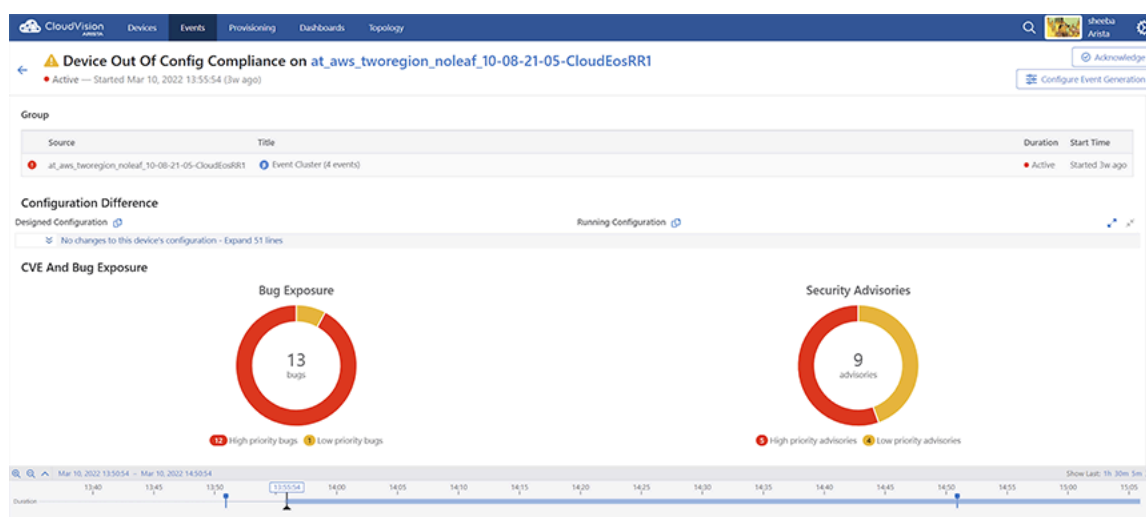 CloudVision
ARISTA
Devices
Events
Provisioning
Dashboards
Topology
sheeba
Arista
Device Out Of Config Compliance on at_aws_tworegion_noleaf_10-08-21-05-CloudEosRR1
Active — Started Mar 10, 2022 13:55:54 (3w ago)
Acknowledge
Configure Event Generation
Group
Source Title Duration Start Time
at_aws_tworegion_noleaf_10-08-21-05-CloudEosRR1 Event Cluster (4 events) Active Started 3w ago
Configuration Difference
Designed Configuration Running Configuration
No changes to this device's configuration - Expand 51 lines
CVE And Bug Exposure
Bug Exposure
13
bugs
12 High priority bugs 1 Low priority bugs
Security Advisories
9
advisories
5 High priority advisories 4 Low priority advisories
Mar 10, 2022 13:50:54 - Mar 10, 2022 14:50:54
Show Last: 1h 30m 5m
13:40 13:45 13:50 13:55:54 14:00 14:05 14:10 14:15 14:20 14:25 14:30 14:35 14:40 14:45 14:50 14:55 15:00 15:05
Duration